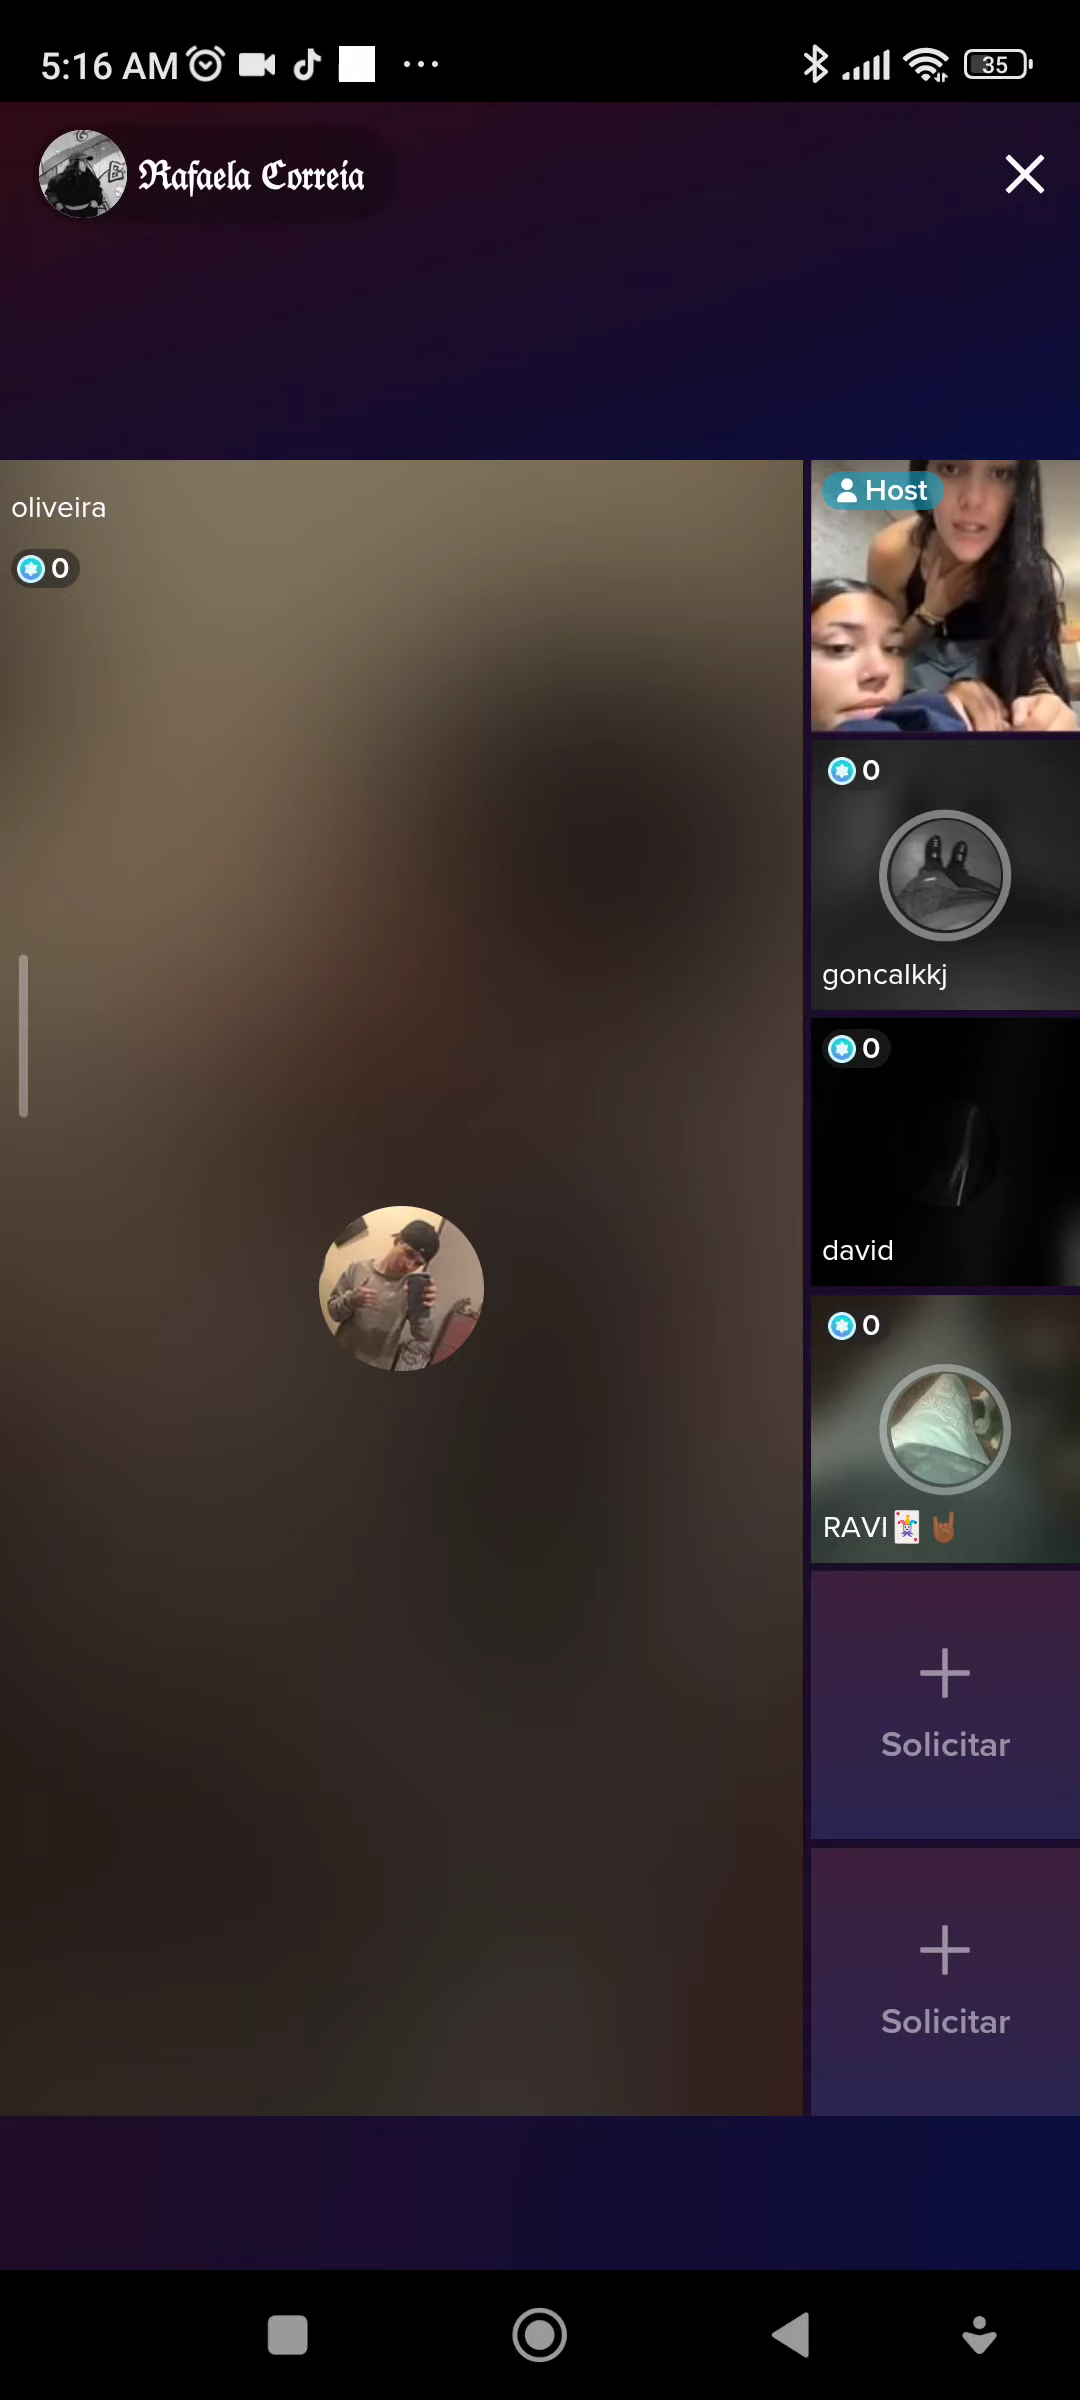 5:16 AM
35
Rafaela Correia
oliveira
0
Host
0
goncalkkj
0
david
0
RAVI🃏🤘🏾
Solicitar
Solicitar